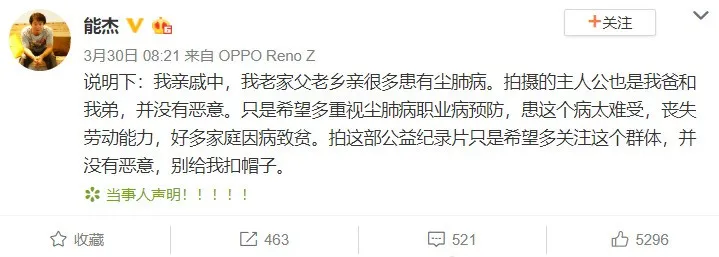 能杰
+关注
3月30日 08:21 来自 OPPO Reno Z
说明下：我亲戚中，我老家父老乡亲很多患有尘肺病。拍摄的主人公也是我爸和
我弟，并没有恶意。只是希望多重视尘肺病职业病预防，患这个病太难受，丧失
劳动能力，好多家庭因病致贫。拍这部公益纪录片只是希望多关注这个群体，并
没有恶意，别给我扣帽子。
当事人声明！！！！！
收藏
463
521
5296